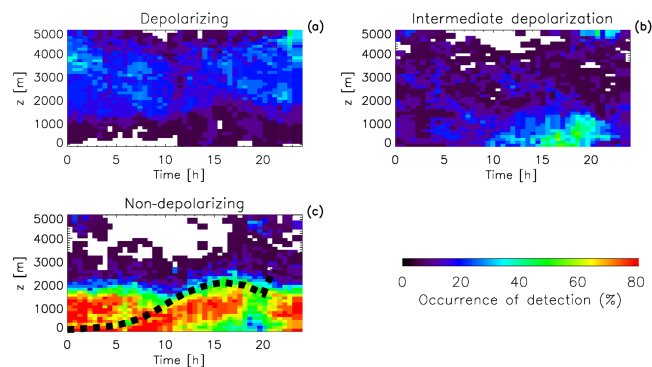 Depolarizing
(a)
5000
4000
3000
2000
1000
0
z [m]
0 5 10 15 20
Time [h]
Intermediate depolarization
(b)
5000
4000
3000
2000
1000
0
z [m]
0 5 10 15 20
Time [h]
Non-depolarizing
(c)
5000
4000
3000
2000
1000
0
z [m]
0 5 10 15 20
Time [h]
0 20 40 60 80
Occurrence of detection (%)